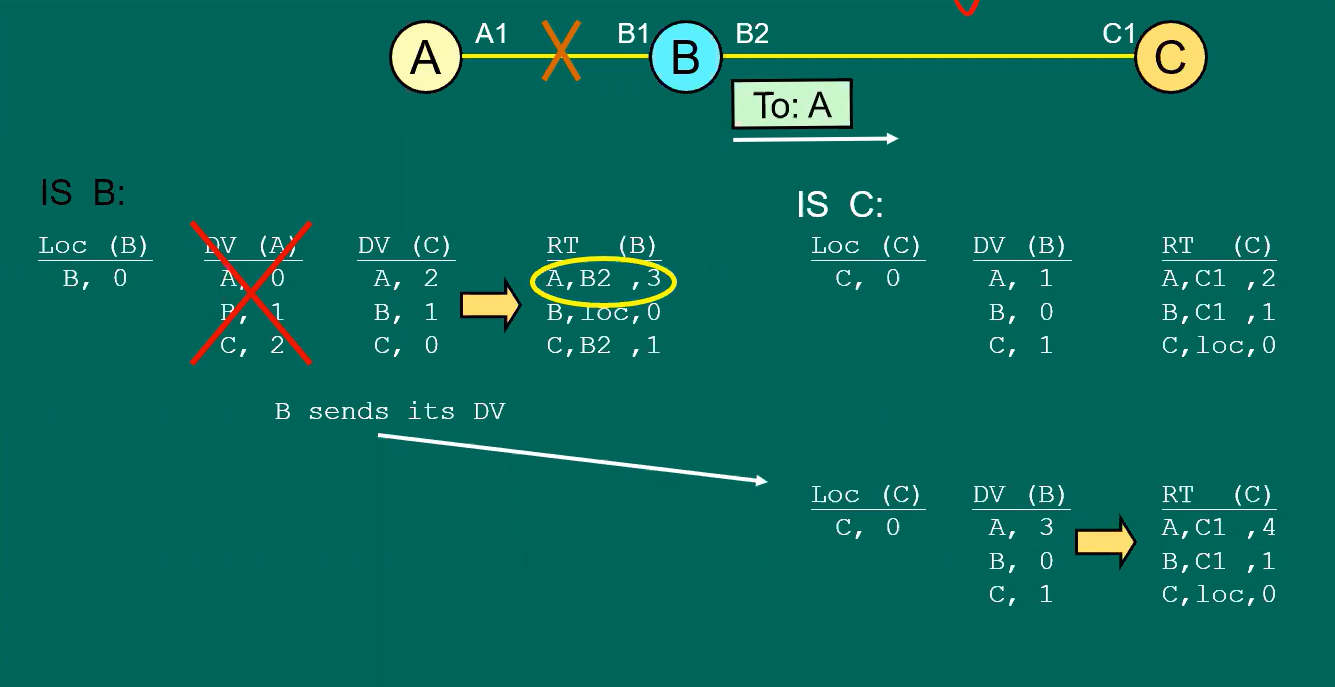 A A1 B1 B B2 C1 C
To: A
IS B:
IS C:
Loc (B) DV (A) DV (C) RT (B)
B, 0 A, 0 A, 2 A,B2 ,3
B, 1 B, 1 B,loc,0
C, 2 C, 0 C,B2 ,1
Loc (C) DV (B) RT (C)
C, 0 A, 1 A,C1 ,2
B, 0 B,C1 ,1
C, 1 C,loc,0
B sends its DV
Loc (C) DV (B) RT (C)
C, 0 A, 3 A,C1 ,4
B, 0 B,C1 ,1
C, 1 C,loc,0